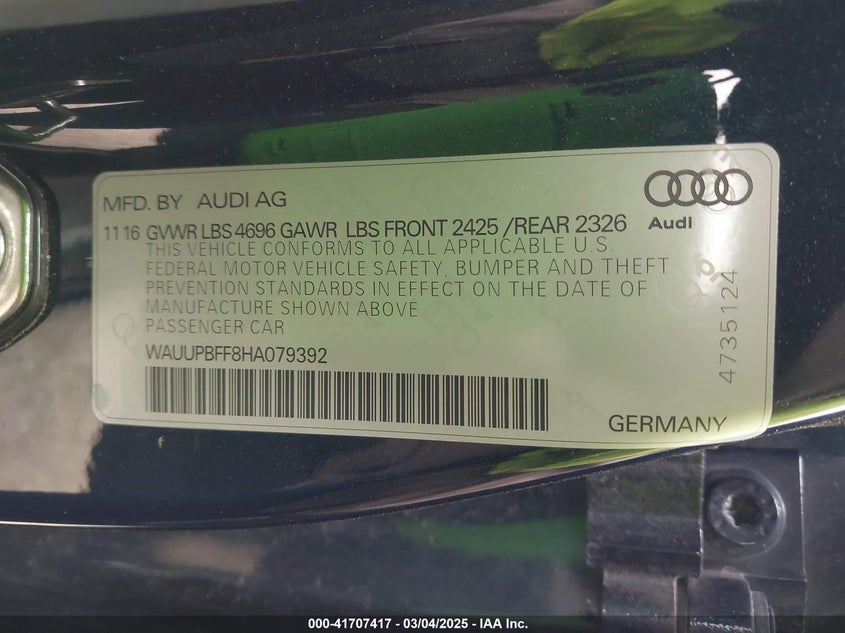 MFD. BY AUDI AG
Audi
11 16 GVWR LBS 4696 GAWR LBS FRONT 2425 /REAR 2326
THIS VEHICLE CONFORMS TO ALL APPLICABLE U.S.
FEDERAL MOTOR VEHICLE SAFETY, BUMPER AND THEFT
PREVENTION STANDARDS IN EFFECT ON THE DATE OF
MANUFACTURE SHOWN ABOVE
PASSENGER CAR
WAUUPBFF8HA079392
4735124
GERMANY
000-41707417 - 03/04/2025 - IAA Inc.